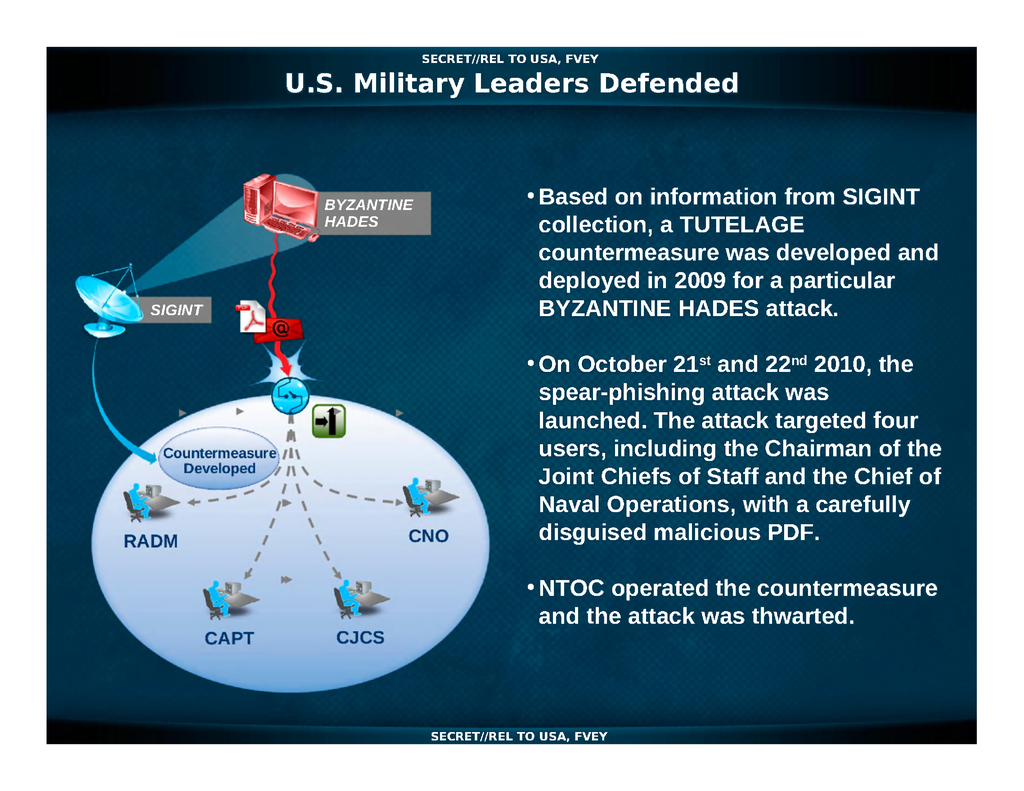 SECRET//REL TO USA, FVEY
U.S. Military Leaders Defended
BYZANTINE
HADES
SIGINT
@
Countermeasure
Developed
RADM
CNO
CAPT
CJCS
• Based on information from SIGINT
collection, a TUTELAGE
countermeasure was developed and
deployed in 2009 for a particular
BYZANTINE HADES attack.
• On October 21st and 22nd 2010, the
spear-phishing attack was
launched. The attack targeted four
users, including the Chairman of the
Joint Chiefs of Staff and the Chief of
Naval Operations, with a carefully
disguised malicious PDF.
• NTOC operated the countermeasure
and the attack was thwarted.
SECRET//REL TO USA, FVEY